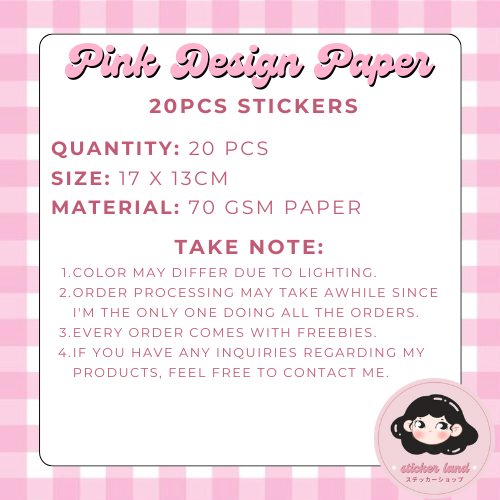 Pink Design Paper
20PCS STICKERS
QUANTITY: 20 PCS
SIZE: 17 X 13CM
MATERIAL: 70 GSM PAPER
TAKE NOTE:
1.COLOR MAY DIFFER DUE TO LIGHTING.
2.ORDER PROCESSING MAY TAKE AWHILE SINCE
I'M THE ONLY ONE DOING ALL THE ORDERS.
3.EVERY ORDER COMES WITH FREEBIES.
4.IF YOU HAVE ANY INQUIRIES REGARDING MY
PRODUCTS, FEEL FREE TO CONTACT ME.
sticker land
ステッカーショップ